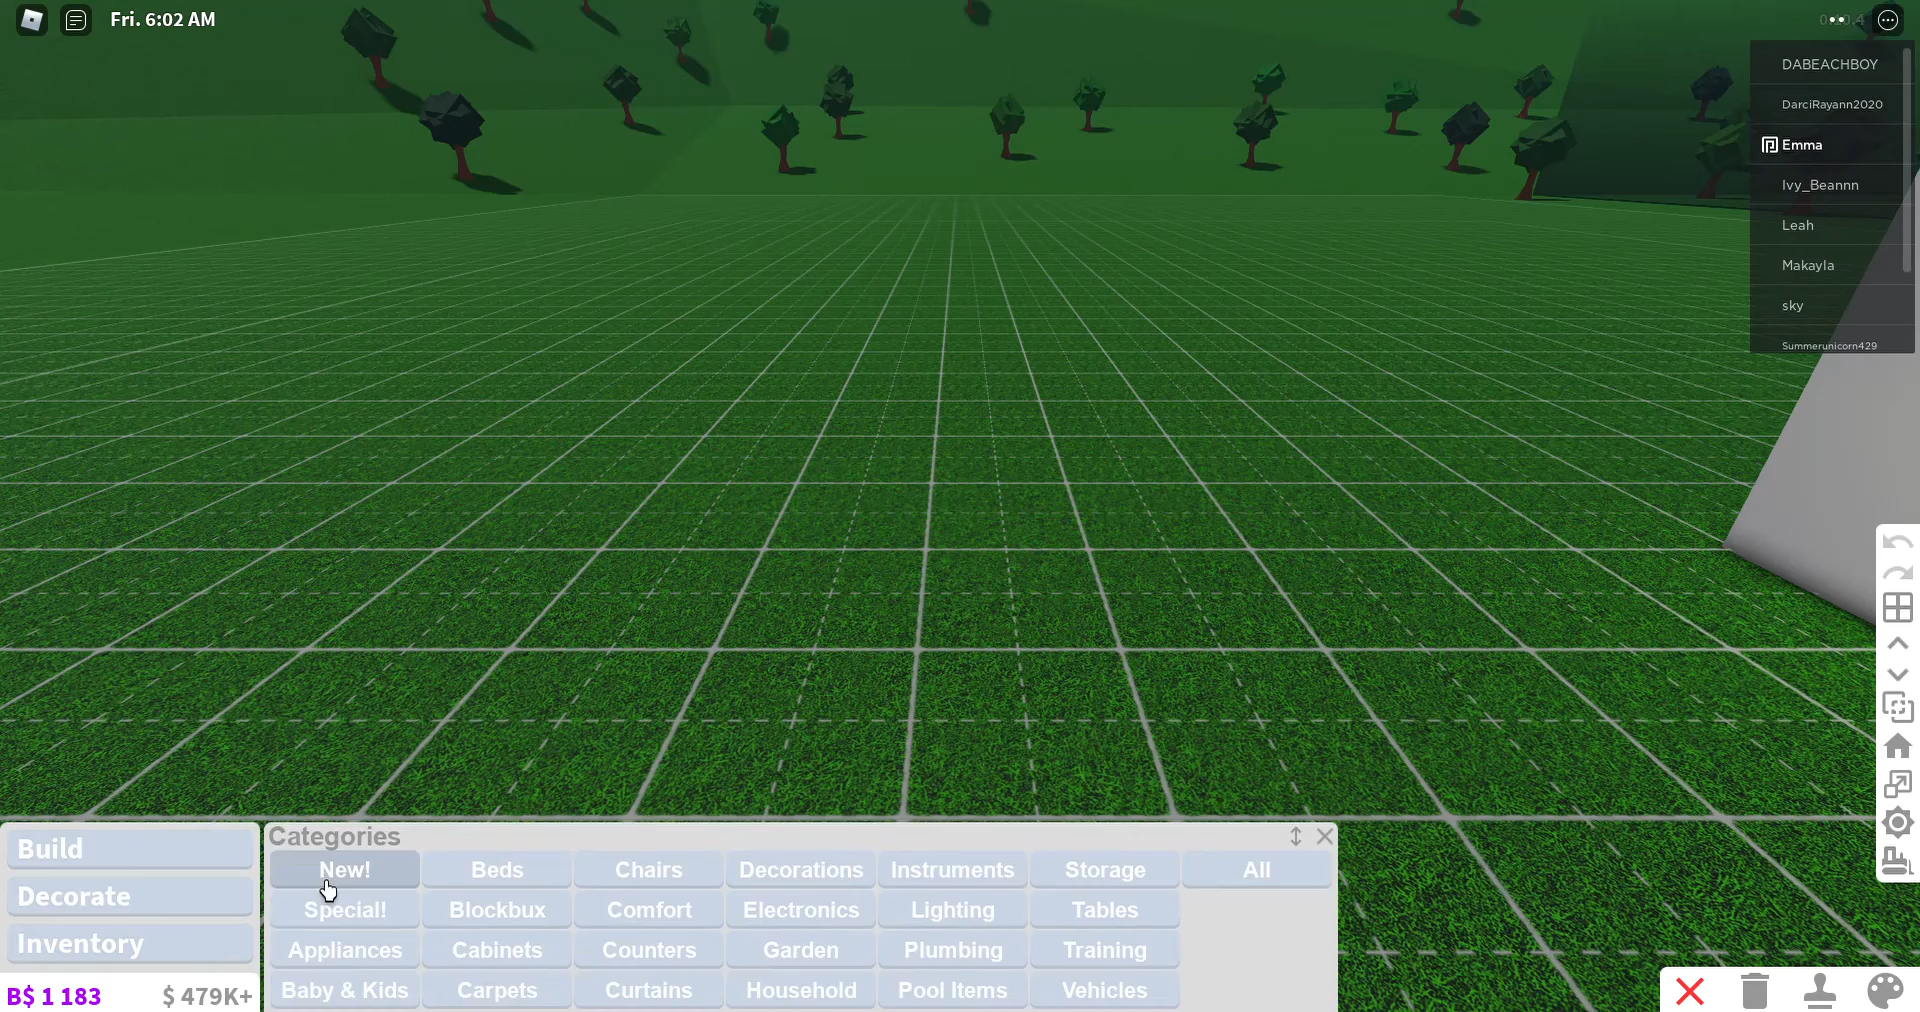 Fri. 6:02 AM
DABEACHBOY
DarciRayann2020
Emma
Ivy_Beannn
Leah
Makayla
sky
Summerunicorn429
Build
Decorate
Inventory
B$ 1 183
$ 479K+
Categories
New! Beds Chairs Decorations Instruments Storage All
Special! Blockbux Comfort Electronics Lighting Tables
Appliances Cabinets Counters Garden Plumbing Training
Baby & Kids Carpets Curtains Household Pool Items Vehicles